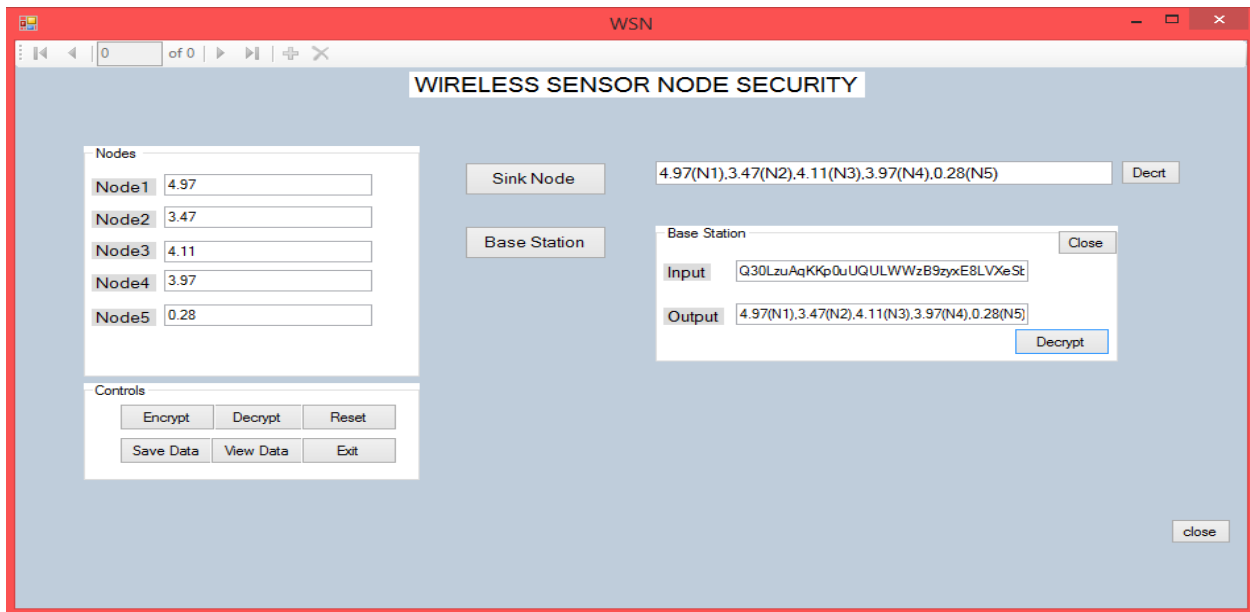 WSN
0 of 0
WIRELESS SENSOR NODE SECURITY
Nodes
Node1 4.97
Node2 3.47
Node3 4.11
Node4 3.97
Node5 0.28
Controls
Encrypt Decrypt Reset
Save Data View Data Exit
Sink Node
4.97(N1),3.47(N2),4.11(N3),3.97(N4),0.28(N5)
Decrt
Base Station
Base Station
Close
Input
Output 4.97(N1),3.47(N2),4.11(N3),3.97(N4),0.28(N5)
Decrypt
close